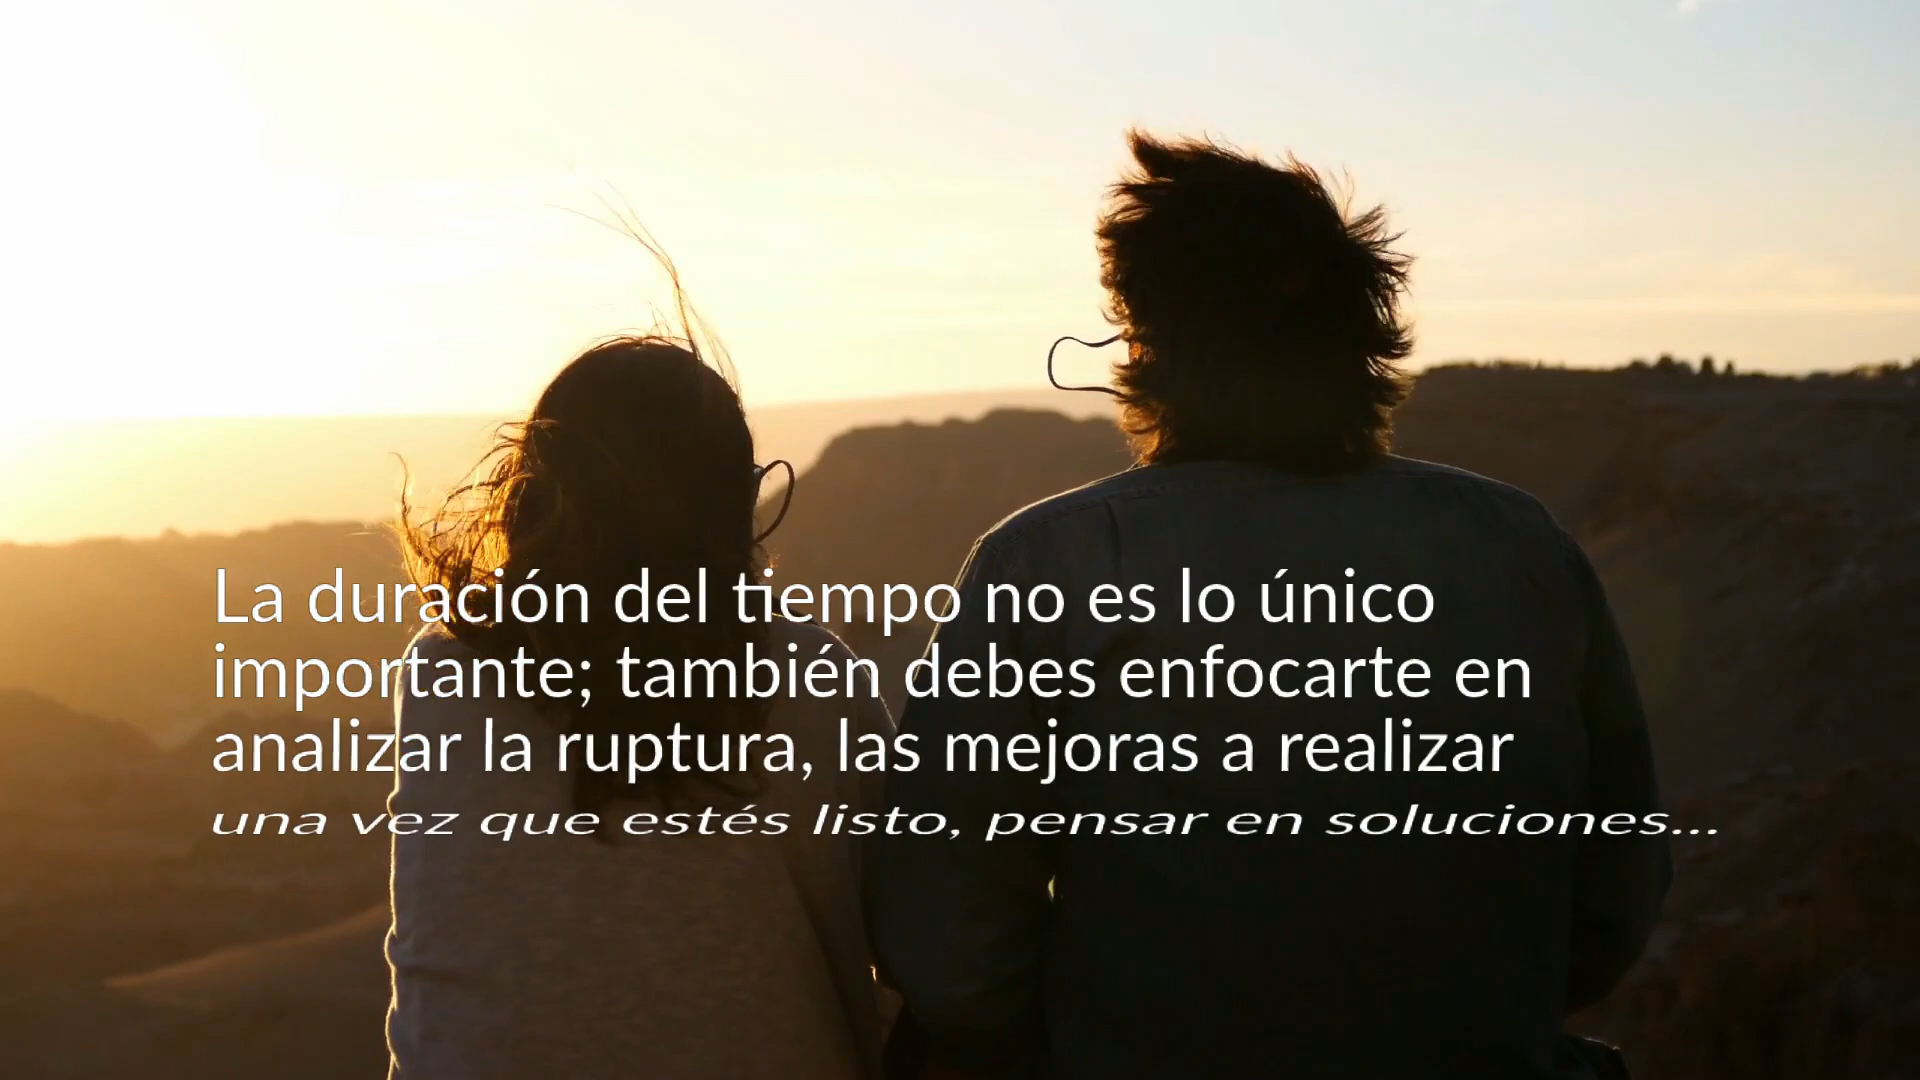 La duración del tiempo no es lo único
importante; también debes enfocarte en
analizar la ruptura, las mejoras a realizar
una vez que estés listo, pensar en soluciones...